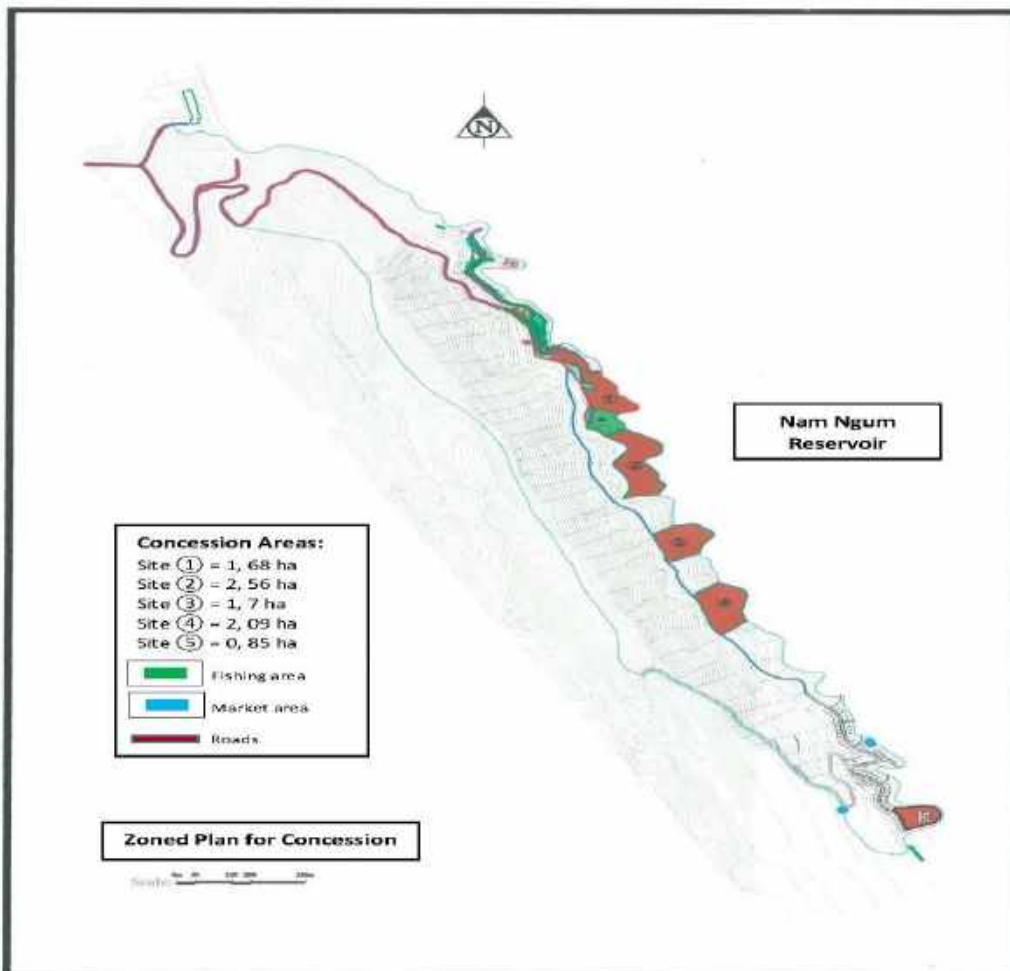 N
Nam Ngum
Reservoir
Concession Areas:
Site ① = 1, 68 ha
Site ② = 2, 56 ha
Site ③ = 1, 7 ha
Site ④ = 2, 09 ha
Site ⑤ = 0, 85 ha
Fishing area
Market area
Roads
Zoned Plan for Concession
Scale: